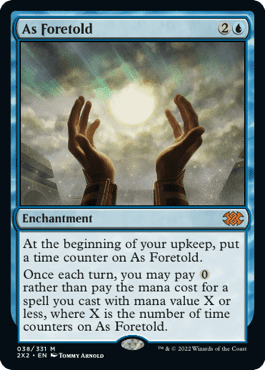 As Foretold 2
Enchantment
At the beginning of your upkeep, put
a time counter on As Foretold.
Once each turn, you may pay 0
rather than pay the mana cost for a
spell you cast with mana value X or
less, where X is the number of time
counters on As Foretold.
038/331 M
2X2 • EN TOMMY ARNOLD
™ & © 2022 Wizards of the Coast